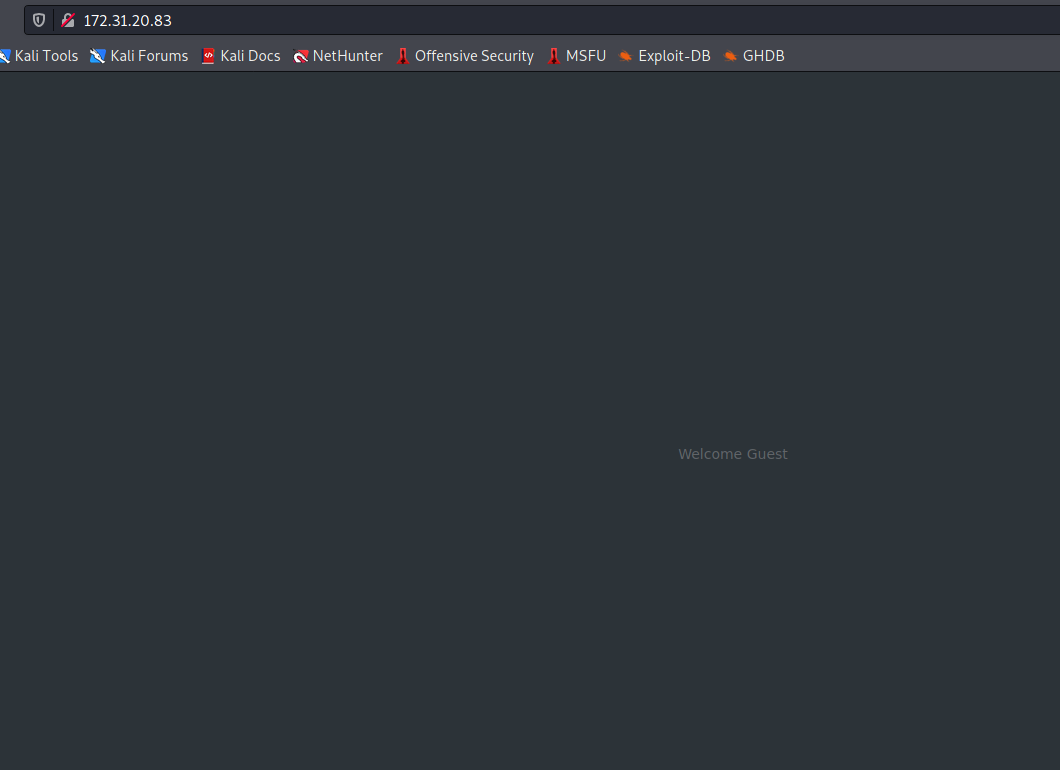 172.31.20.83
Kali Tools Kali Forums Kali Docs NetHunter Offensive Security MSFU Exploit-DB GHDB
Welcome Guest